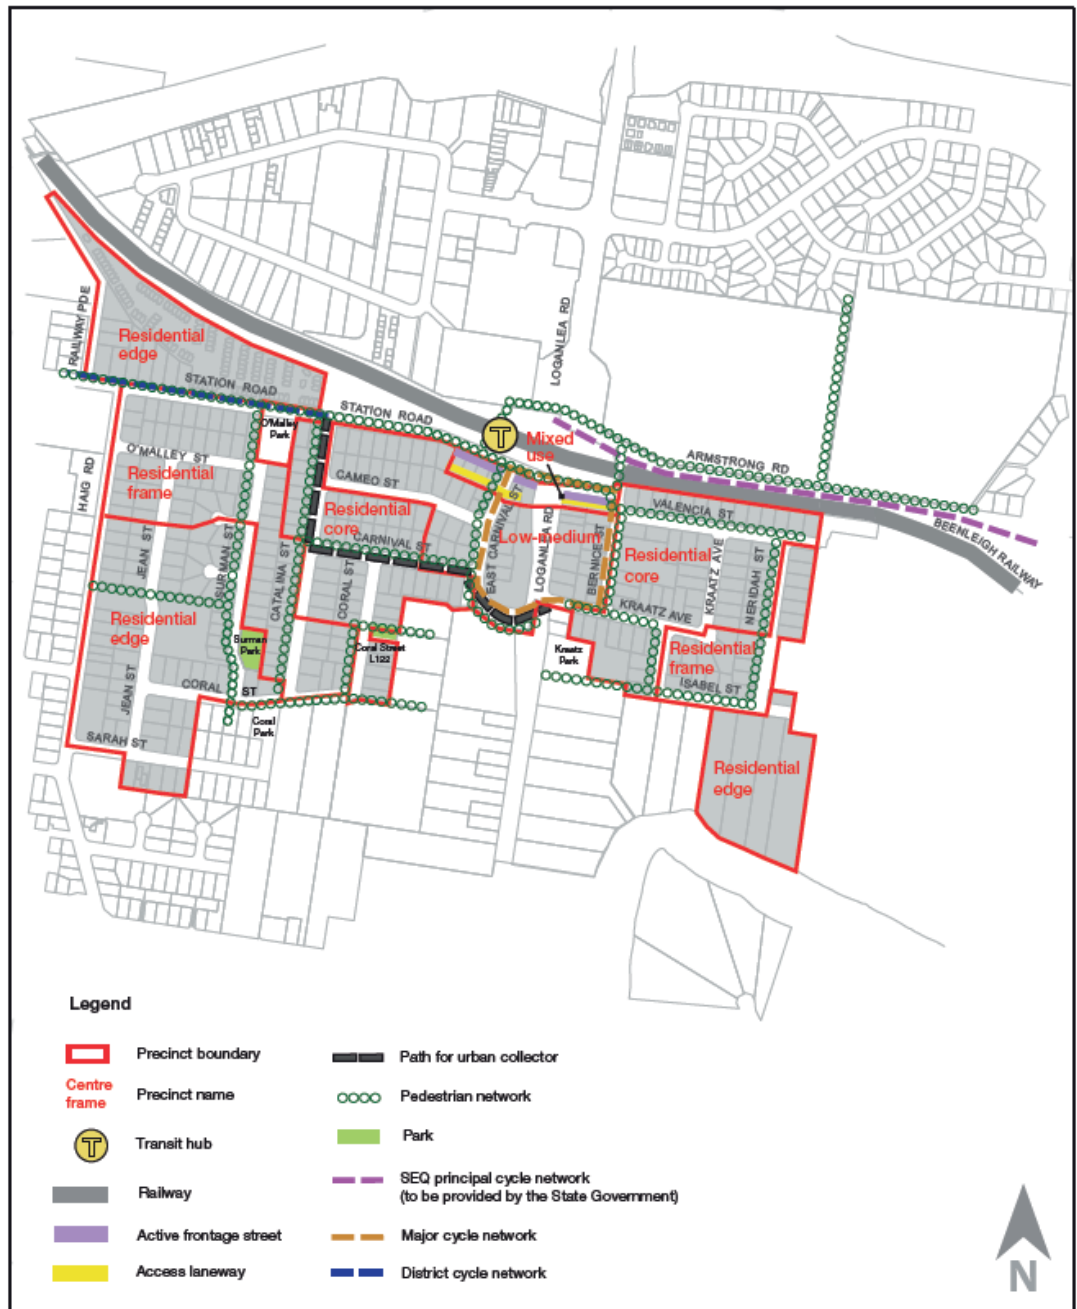 LOGANLEA RD
RAILWAY PDE
Residential
edge
STATION ROAD
STATION ROAD
O'Malley
Park
Mixed
use
ARMSTRONG RD
O'MALLEY ST
HAIG RD
Residential
frame
CAMEO ST
VALENCIA ST
BEENLEIGH RAILWAY
Residential
core
CARNIVAL ST
EAST CARNIVAL ST
LOGANLEA RD
Low-medium
BERNICE ST
Residential
core
KRAATZ AVE
NERIDAH ST
JEAN ST
SURMAN ST
CATALINA ST
CORAL ST
KRAATZ AVE
Residential
edge
Surman
Park
Coral Street
L122
Kraatz
Park
Residential
frame
ISABEL ST
JEAN ST
CORAL ST
Coral
Park
SARAH ST
Residential
edge
Legend
Precinct boundary
Centre
frame
Precinct name
T
Transit hub
Railway
Active frontage street
Access laneway
Path for urban collector
Pedestrian network
Park
SEQ principal cycle network
(to be provided by the State Government)
Major cycle network
District cycle network
T
N